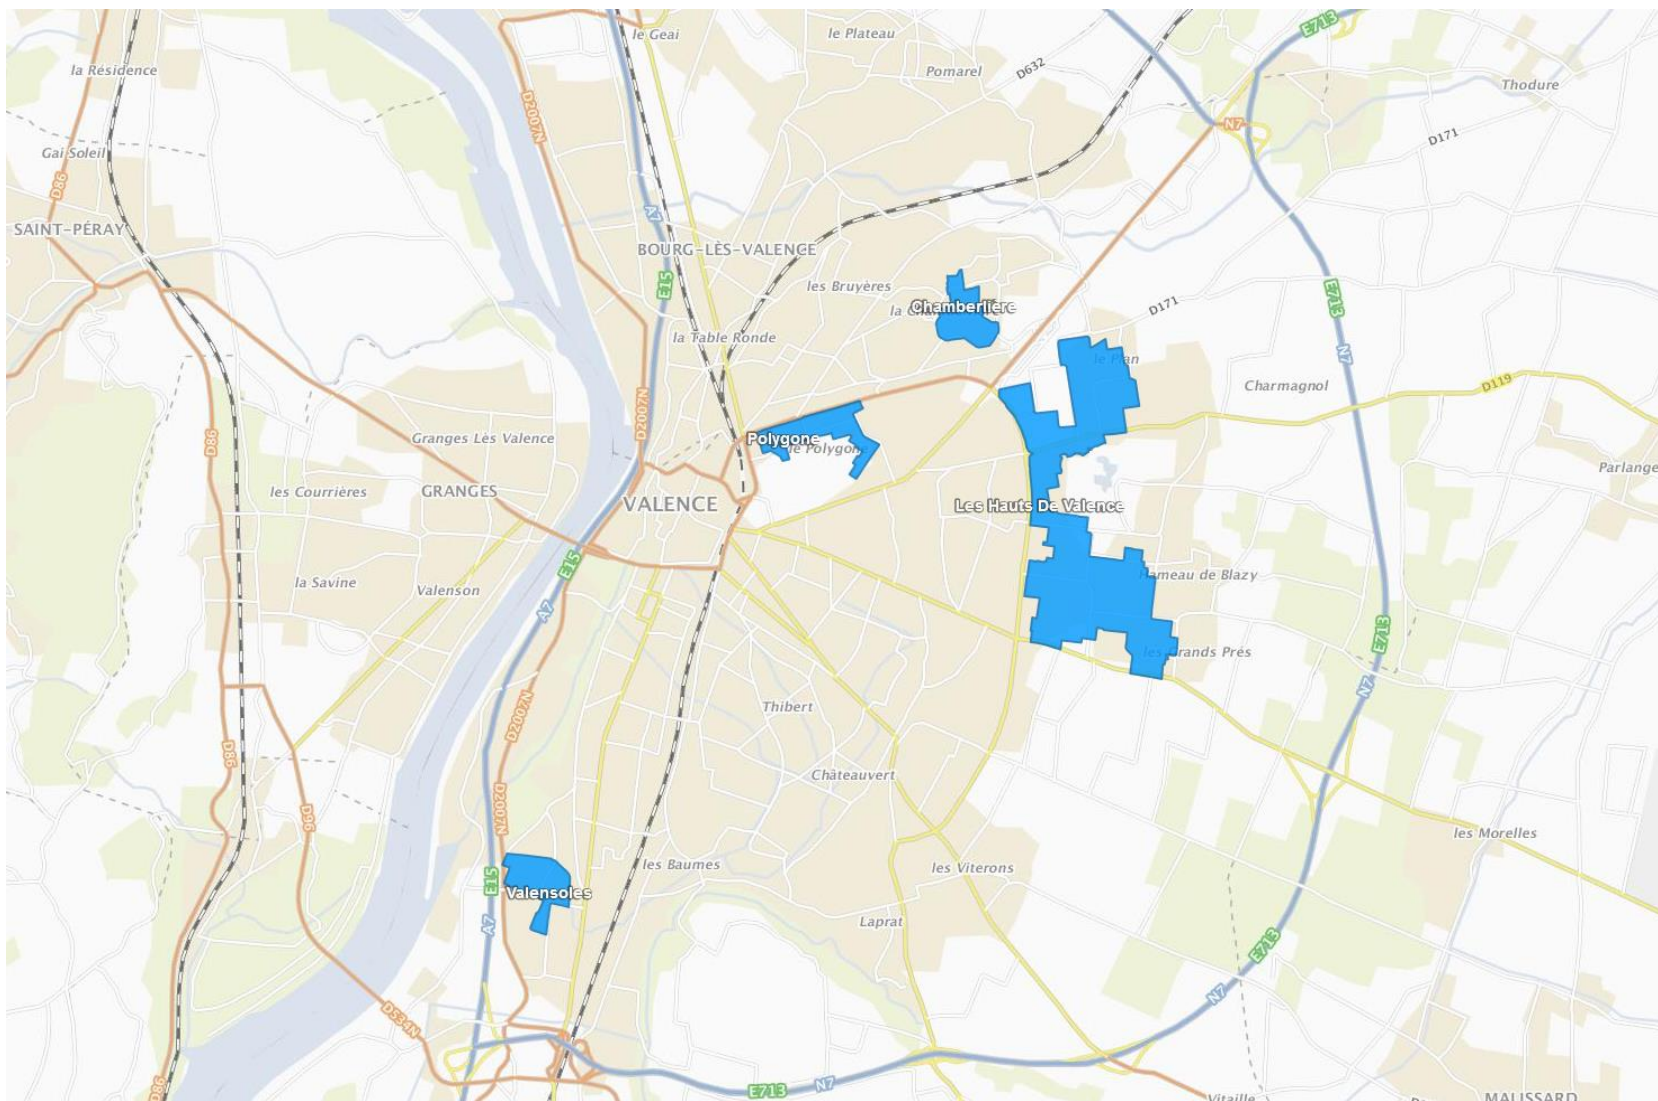 E713
le Geai
le Plateau
la Résidence
Pomarel
D632
Thodure
D2007N
N7
D171
Gai Soleil
D86
A7
SAINT-PÉRAY
BOURG-LÈS-VALENCE
E15
les Bruyères
E713
Chamberlière
D171
la Table Ronde
N7
le Plan
Charmagnol
D119
D2007N
Granges Lès Valence
D86
Polygone
le Polygone
Parlange
les Courrières
GRANGES
VALENCE
Les Hauts De Valence
E15
la Savine
Valenson
Hameau de Blazy
A7
E713
les Grands Prés
N7
D2007N
Thibert
D86
Châteauvert
D2007N
D96
les Morelles
les Baumes
les Viterons
E15
Valensoles
Laprat
A7
E713
N7
D534N
D86
E713
N7
Vitaille
MALISSARD